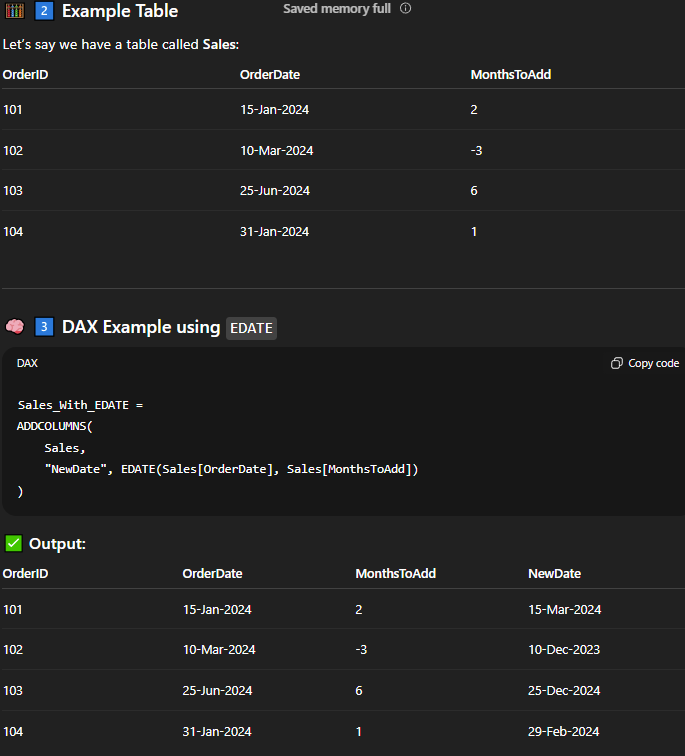 🧮 2️⃣ Example Table
Saved memory full ⓘ
Let's say we have a table called Sales:
OrderID OrderDate MonthsToAdd
101 15-Jan-2024 2
102 10-Mar-2024 -3
103 25-Jun-2024 6
104 31-Jan-2024 1
🧠 3️⃣ DAX Example using EDATE
DAX Copy code
Sales_With_EDATE =
ADDCOLUMNS(
    Sales,
    "NewDate", EDATE(Sales[OrderDate], Sales[MonthsToAdd])
)
✅ Output:
OrderID OrderDate MonthsToAdd NewDate
101 15-Jan-2024 2 15-Mar-2024
102 10-Mar-2024 -3 10-Dec-2023
103 25-Jun-2024 6 25-Dec-2024
104 31-Jan-2024 1 29-Feb-2024